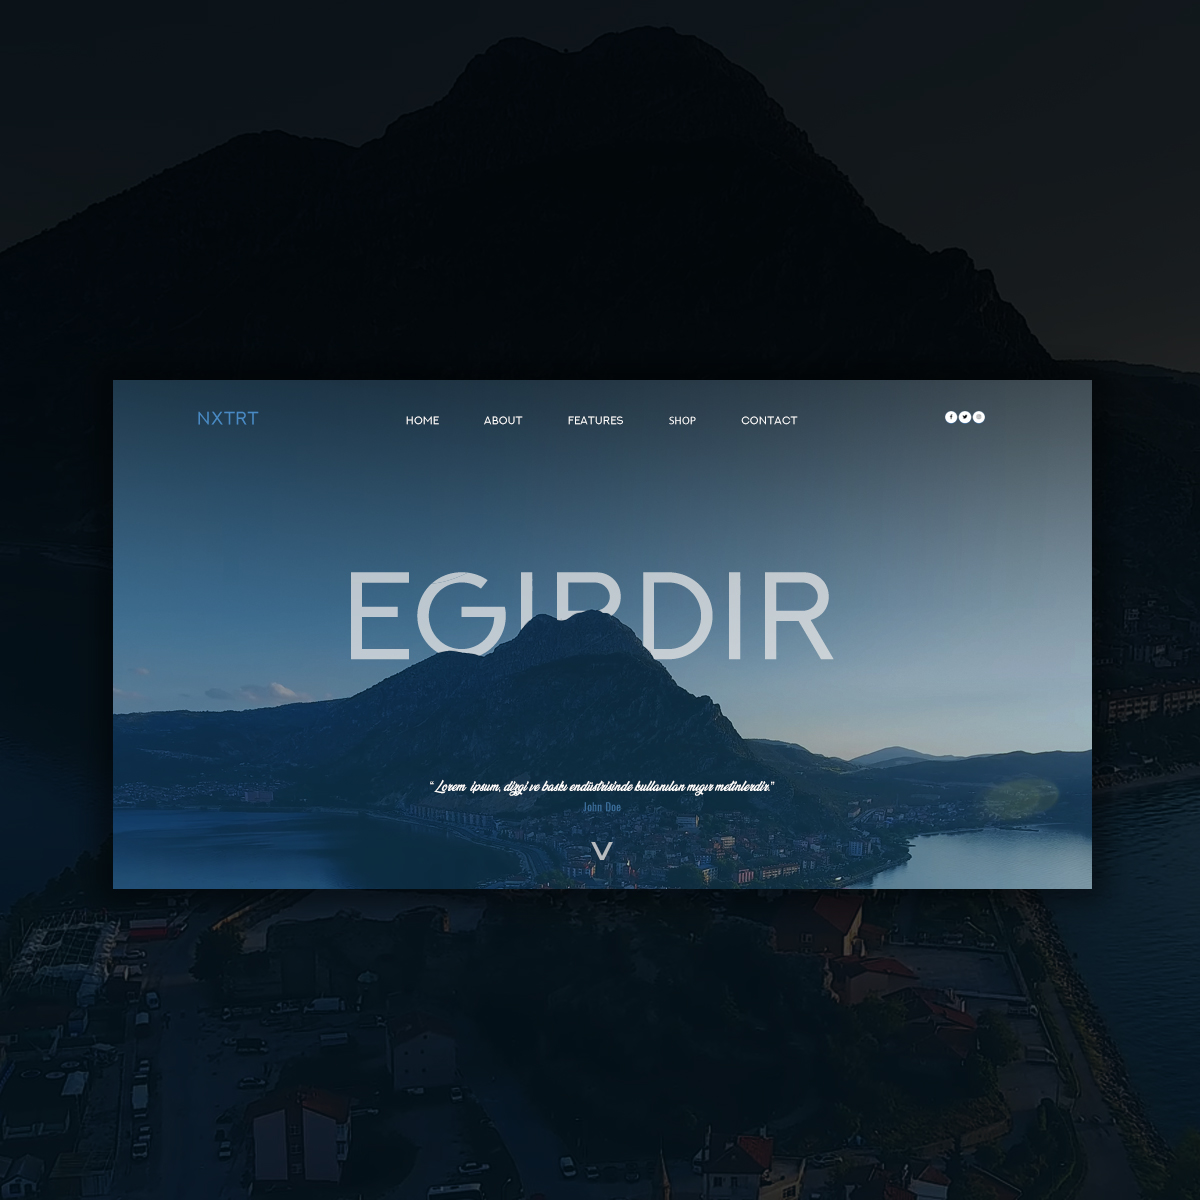 NXTRT
HOME
ABOUT
FEATURES
SHOP
CONTACT
EGIRDIR
“Lorem ipsum, dizgi ve baskı endüstrisinde kullanılan mıgır metinlerdir.”
John Doe